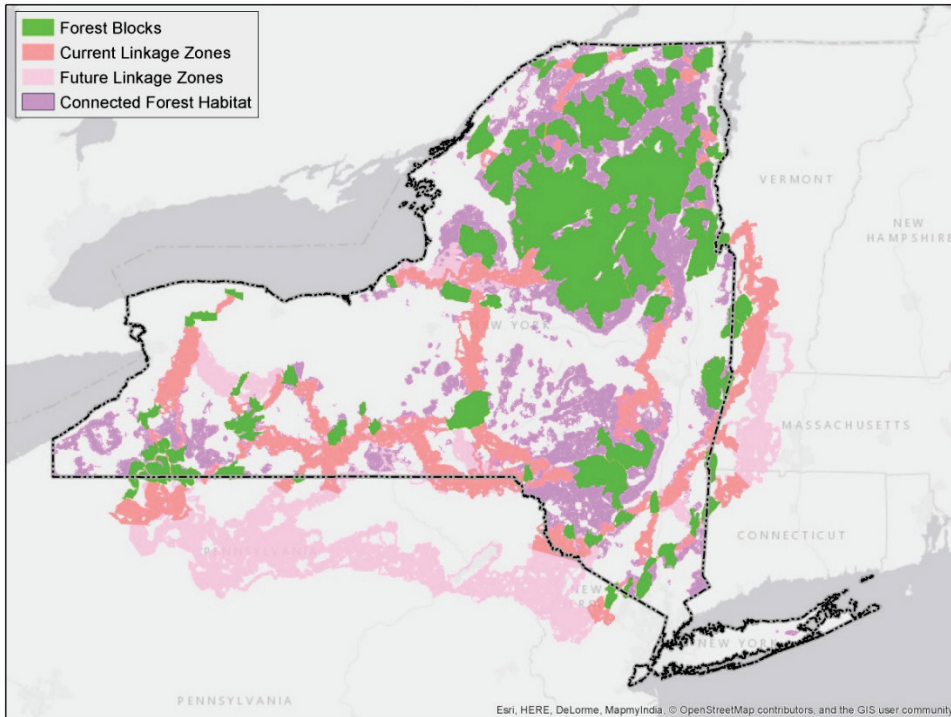 Forest Blocks
Current Linkage Zones
Future Linkage Zones
Connected Forest Habitat
VERMONT
NEW
HAMPSHIRE
NEW YORK
MASSACHUSETTS
CONNECTICUT
PENNSYLVANIA
NEW
NEW YORK
PENNSYLVANIA
Esri, HERE, DeLorme, MapmyIndia, © OpenStreetMap contributors, and the GIS user community